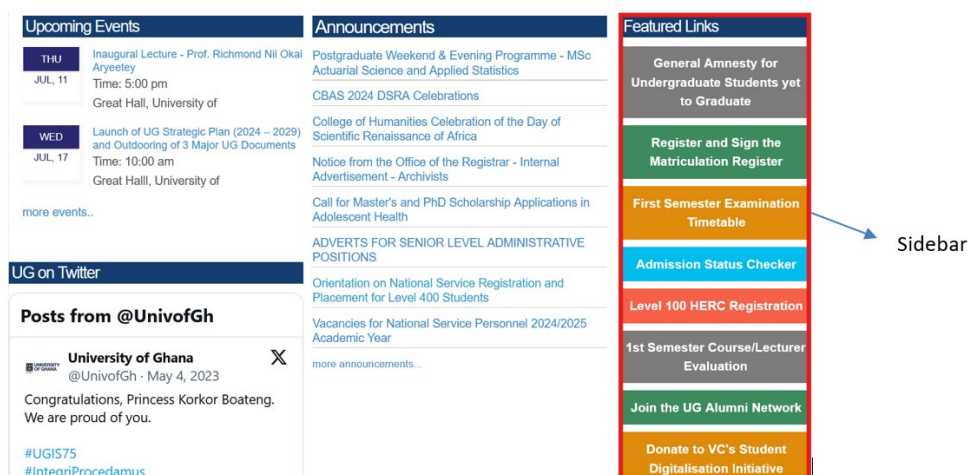 Upcoming Events
THU
JUL, 11
Inaugural Lecture - Prof. Richmond Nii Okai
Aryeetey
Time: 5:00 pm
Great Hall, University of
WED
JUL, 17
Launch of UG Strategic Plan (2024 – 2029)
and Outdooring of 3 Major UG Documents
Time: 10:00 am
Great Halll, University of
more events..
UG on Twitter
Posts from @UnivofGh
University of Ghana
@UnivofGh · May 4, 2023
Congratulations, Princess Korkor Boateng.
We are proud of you.
#UGIS75
#IntegriProcedamus
Announcements
Postgraduate Weekend & Evening Programme - MSc
Actuarial Science and Applied Statistics
CBAS 2024 DSRA Celebrations
College of Humanities Celebration of the Day of
Scientific Renaissance of Africa
Notice from the Office of the Registrar - Internal
Advertisement - Archivists
Call for Master's and PhD Scholarship Applications in
Adolescent Health
ADVERTS FOR SENIOR LEVEL ADMINISTRATIVE
POSITIONS
Orientation on National Service Registration and
Placement for Level 400 Students
Vacancies for National Service Personnel 2024/2025
Academic Year
more announcements...
Featured Links
General Amnesty for
Undergraduate Students yet
to Graduate
Register and Sign the
Matriculation Register
First Semester Examination
Timetable
Admission Status Checker
Level 100 HERC Registration
1st Semester Course/Lecturer
Evaluation
Join the UG Alumni Network
Donate to VC's Student
Digitalisation Initiative
Sidebar